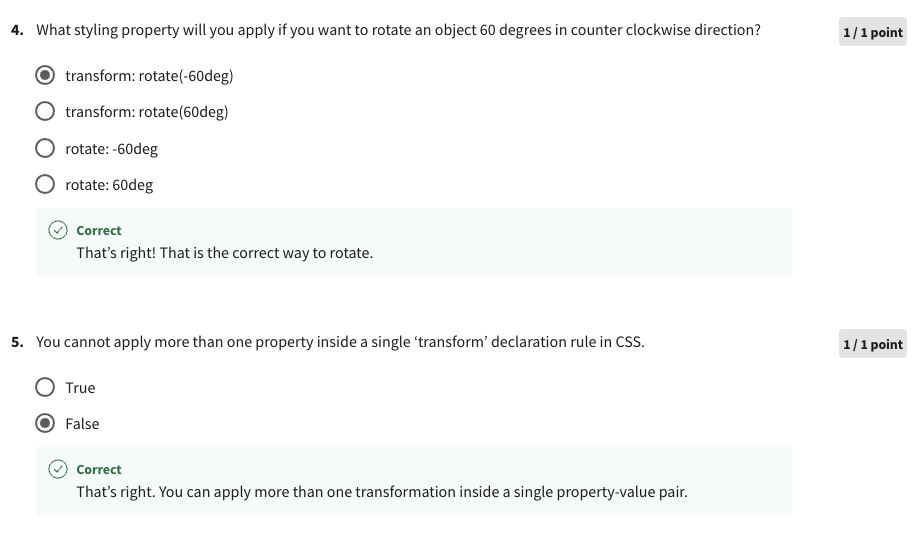 4. What styling property will you apply if you want to rotate an object 60 degrees in counter clockwise direction?
1 / 1 point
transform: rotate(-60deg)
transform: rotate(60deg)
rotate: -60deg
rotate: 60deg
Correct
That’s right! That is the correct way to rotate.
5. You cannot apply more than one property inside a single ‘transform’ declaration rule in CSS.
1 / 1 point
True
False
Correct
That’s right. You can apply more than one transformation inside a single property-value pair.